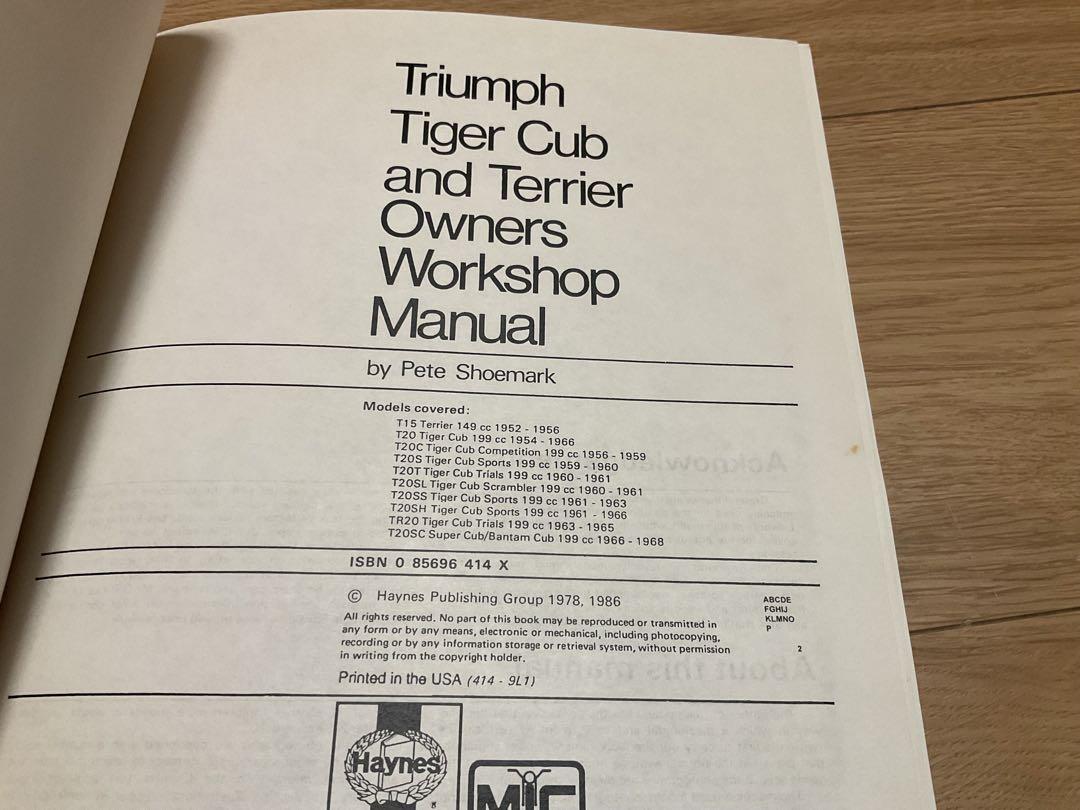 Triumph
Tiger Cub
and Terrier
Owners
Workshop
Manual
by Pete Shoemark
Models covered:
T15 Terrier 149 cc 1952 - 1956
T20 Tiger Cub 199 cc 1954 - 1966
T20C Tiger Cub Competition 199 cc 1956 - 1959
T20S Tiger Cub Sports 199 cc 1959 - 1960
T20T Tiger Cub Trials 199 cc 1960 - 1961
T20SL Tiger Cub Scrambler 199 cc 1960 - 1961
T20SS Tiger Cub Sports 199 cc 1961 - 1963
T20SH Tiger Cub Sports 199 cc 1961 - 1966
TR20 Tiger Cub Trials 199 cc 1963 - 1965
T20SC Super Cub/Bantam Cub 199 cc 1966 - 1968
ISBN 0 85696 414 X
© Haynes Publishing Group 1978, 1986
ABCDE
FGHIJ
KLMNO
P
2
All rights reserved. No part of this book may be reproduced or transmitted in
any form or by any means, electronic or mechanical, including photocopying,
recording or by any information storage or retrieval system, without permission
in writing from the copyright holder.
Printed in the USA (414 - 9L1)
Haynes